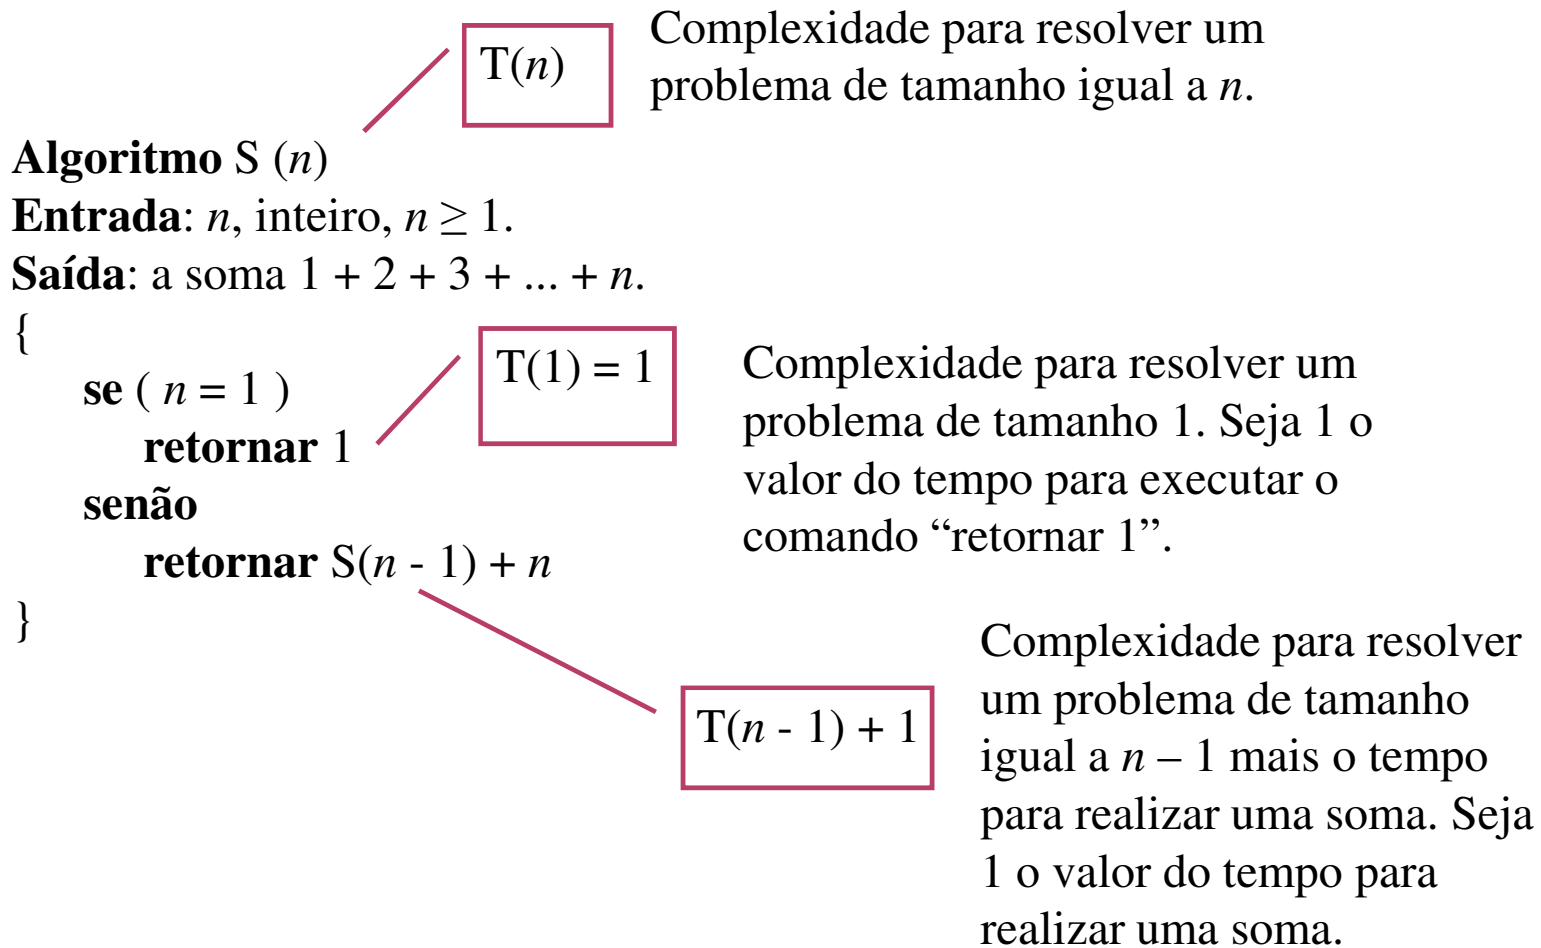 T(n)
Complexidade para resolver um
problema de tamanho igual a n.
Algoritmo S (n)
Entrada: n, inteiro, n ≥ 1.
Saída: a soma 1 + 2 + 3 + ... + n.
{
se ( n = 1 )
retornar 1
senão
retornar S(n - 1) + n
}
T(1) = 1
Complexidade para resolver um
problema de tamanho 1. Seja 1 o
valor do tempo para executar o
comando “retornar 1”.
T(n - 1) + 1
Complexidade para resolver
um problema de tamanho
igual a n – 1 mais o tempo
para realizar uma soma. Seja
1 o valor do tempo para
realizar uma soma.